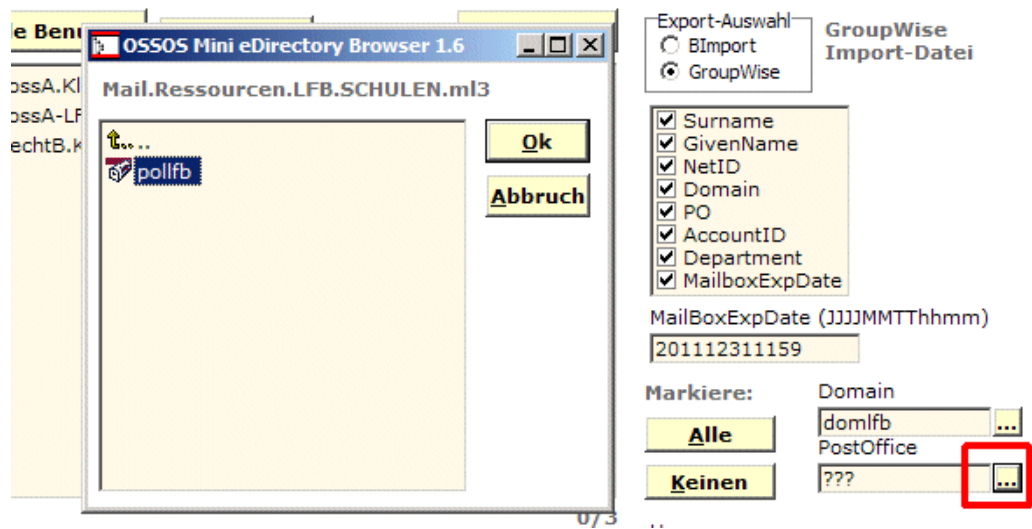 le Ben
OSSOS Mini eDirectory Browser 1.6
ossA.Kl
ossA-LF
echtB.K
Mail.Ressourcen.LFB.SCHULEN.ml3
..
pollfb
Ok
Abbruch
0/3
Export-Auswahl
BImport
GroupWise
GroupWise
Import-Datei
Surname
GivenName
NetID
Domain
PO
AccountID
Department
MailboxExpDate
MailBoxExpDate (JJJJMMTThhmm)
201112311159
Markiere:
Alle
Keinen
Domain
domlfb
...
PostOffice
???
...